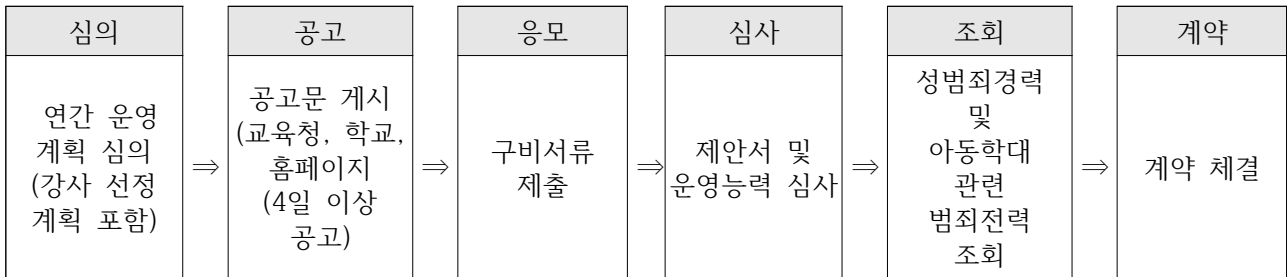 심의
연간 운영
계획 심의
(강사 선정
계획 포함)
⇒
공고
공고문 게시
(교육청, 학교,
홈페이지
(4일 이상
공고)
⇒
응모
구비서류
제출
⇒
심사
제안서 및
운영능력 심사
⇒
조회
성범죄경력
및
아동학대
관련
범죄전력
조회
⇒
계약
계약 체결